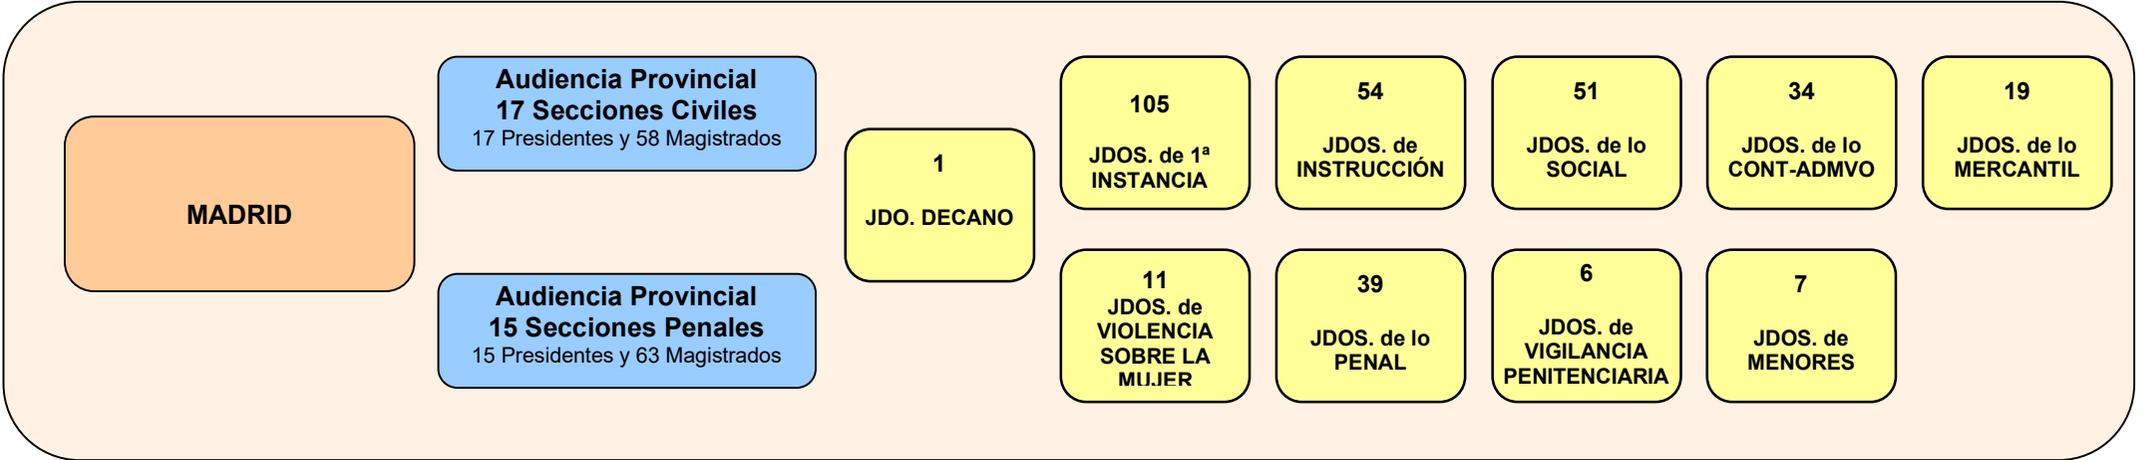 MADRID
Audiencia Provincial
17 Secciones Civiles
17 Presidentes y 58 Magistrados
Audiencia Provincial
15 Secciones Penales
15 Presidentes y 63 Magistrados
1
JDO. DECANO
105
JDOS. de 1ª
INSTANCIA
54
JDOS. de
INSTRUCCIÓN
51
JDOS. de lo
SOCIAL
34
JDOS. de lo
CONT-ADMVO
19
JDOS. de lo
MERCANTIL
11
JDOS. de
VIOLENCIA
SOBRE LA
MUJER
39
JDOS. de lo
PENAL
6
JDOS. de
VIGILANCIA
PENITENCIARIA
7
JDOS. de
MENORES